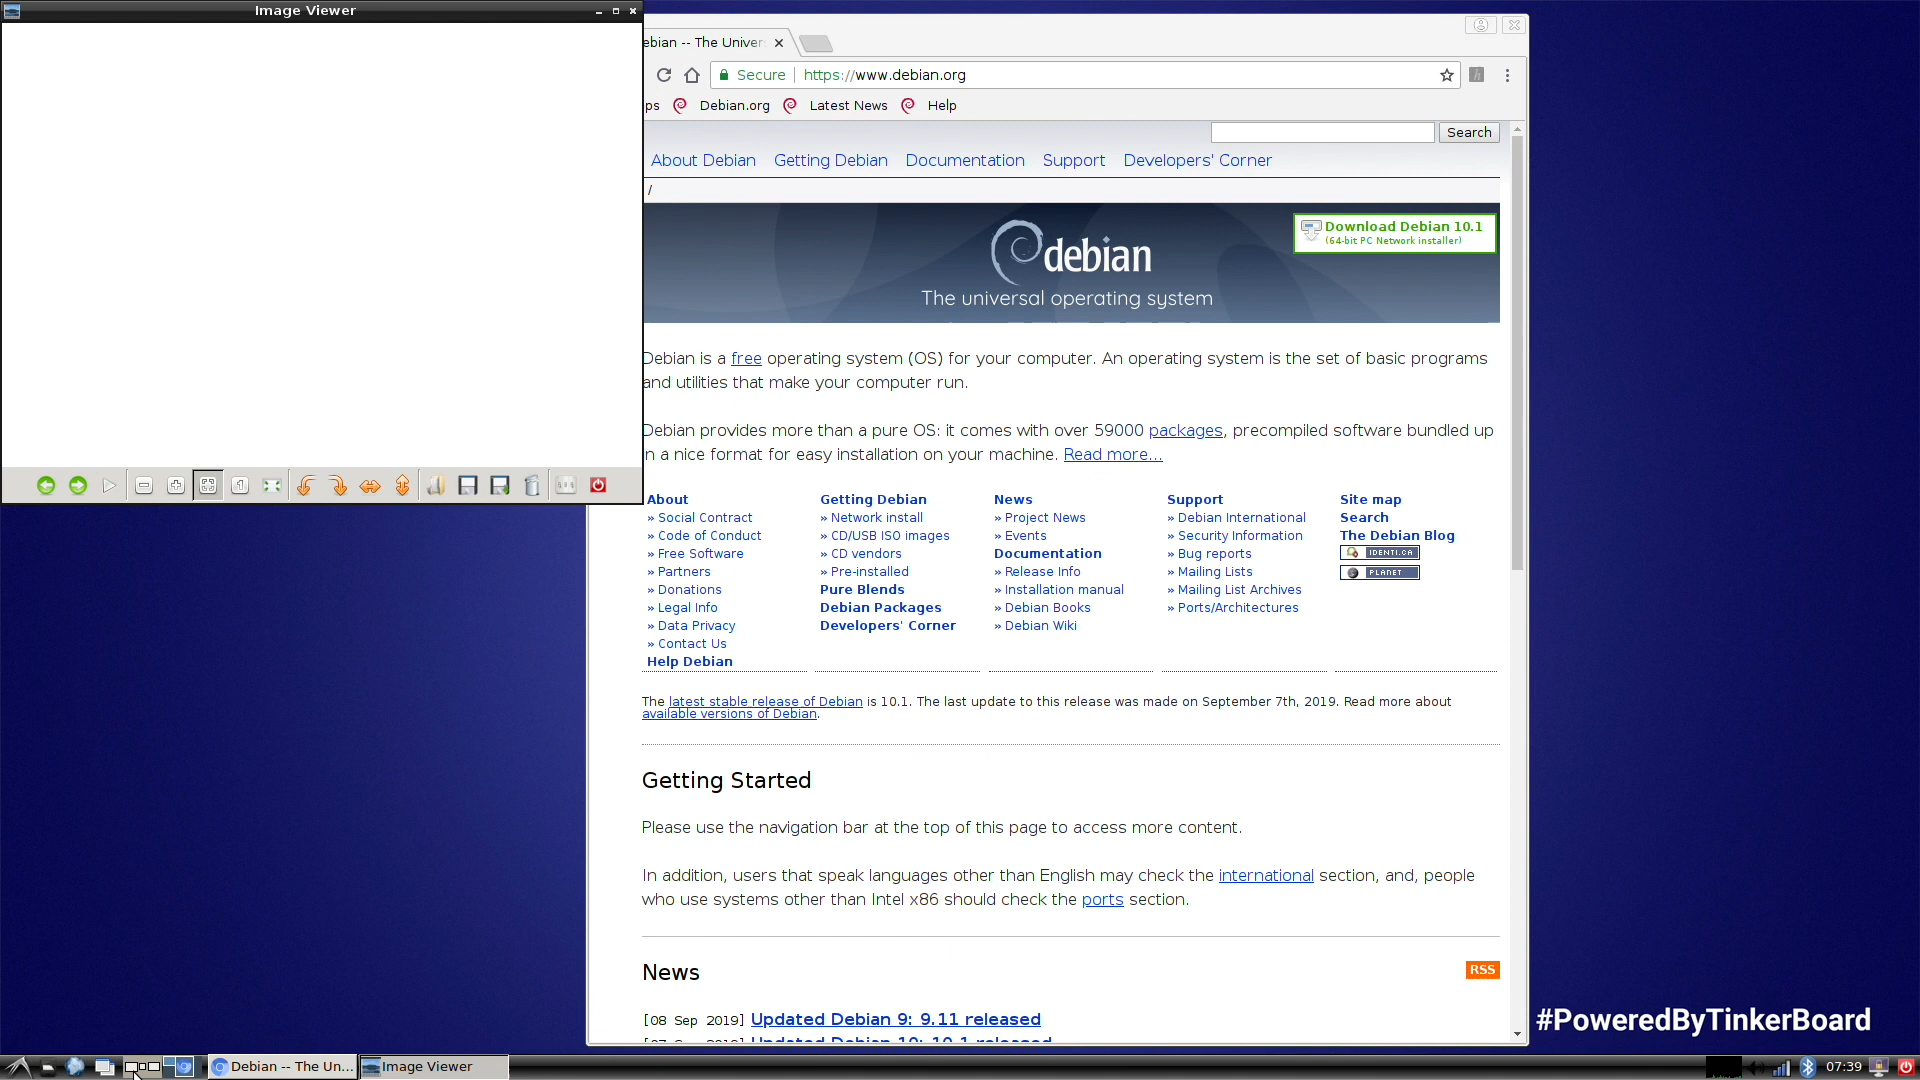 Image Viewer
ebian -- The Univer
Secure
https://www.debian.org
ps
Debian.org
Latest News
Help
Search
About Debian
Getting Debian
Documentation
Support
Developers' Corner
/
debian
The universal operating system
Download Debian 10.1
(64-bit PC Network installer)
Debian is a free operating system (OS) for your computer. An operating system is the set of basic programs
and utilities that make your computer run.
Debian provides more than a pure OS: it comes with over 59000 packages, precompiled software bundled up
in a nice format for easy installation on your machine. Read more...
About
» Social Contract
» Code of Conduct
» Free Software
» Partners
» Donations
» Legal Info
» Data Privacy
» Contact Us
Help Debian
Getting Debian
» Network install
» CD/USB ISO images
» CD vendors
» Pre-installed
Pure Blends
Debian Packages
Developers' Corner
News
» Project News
» Events
Documentation
» Release Info
» Installation manual
» Debian Books
» Debian Wiki
Support
» Debian International
» Security Information
» Bug reports
» Mailing Lists
» Mailing List Archives
» Ports/Architectures
Site map
Search
The Debian Blog
IDENTI.CA
PLANET
The latest stable release of Debian is 10.1. The last update to this release was made on September 7th, 2019. Read more about
available versions of Debian.
Getting Started
Please use the navigation bar at the top of this page to access more content.
In addition, users that speak languages other than English may check the international section, and, people
who use systems other than Intel x86 should check the ports section.
News
RSS
[08 Sep 2019] Updated Debian 9: 9.11 released
Updated Debian 10: 10.1 released
#PoweredByTinkerBoard
Debian -- The Un...
Image Viewer
07:39